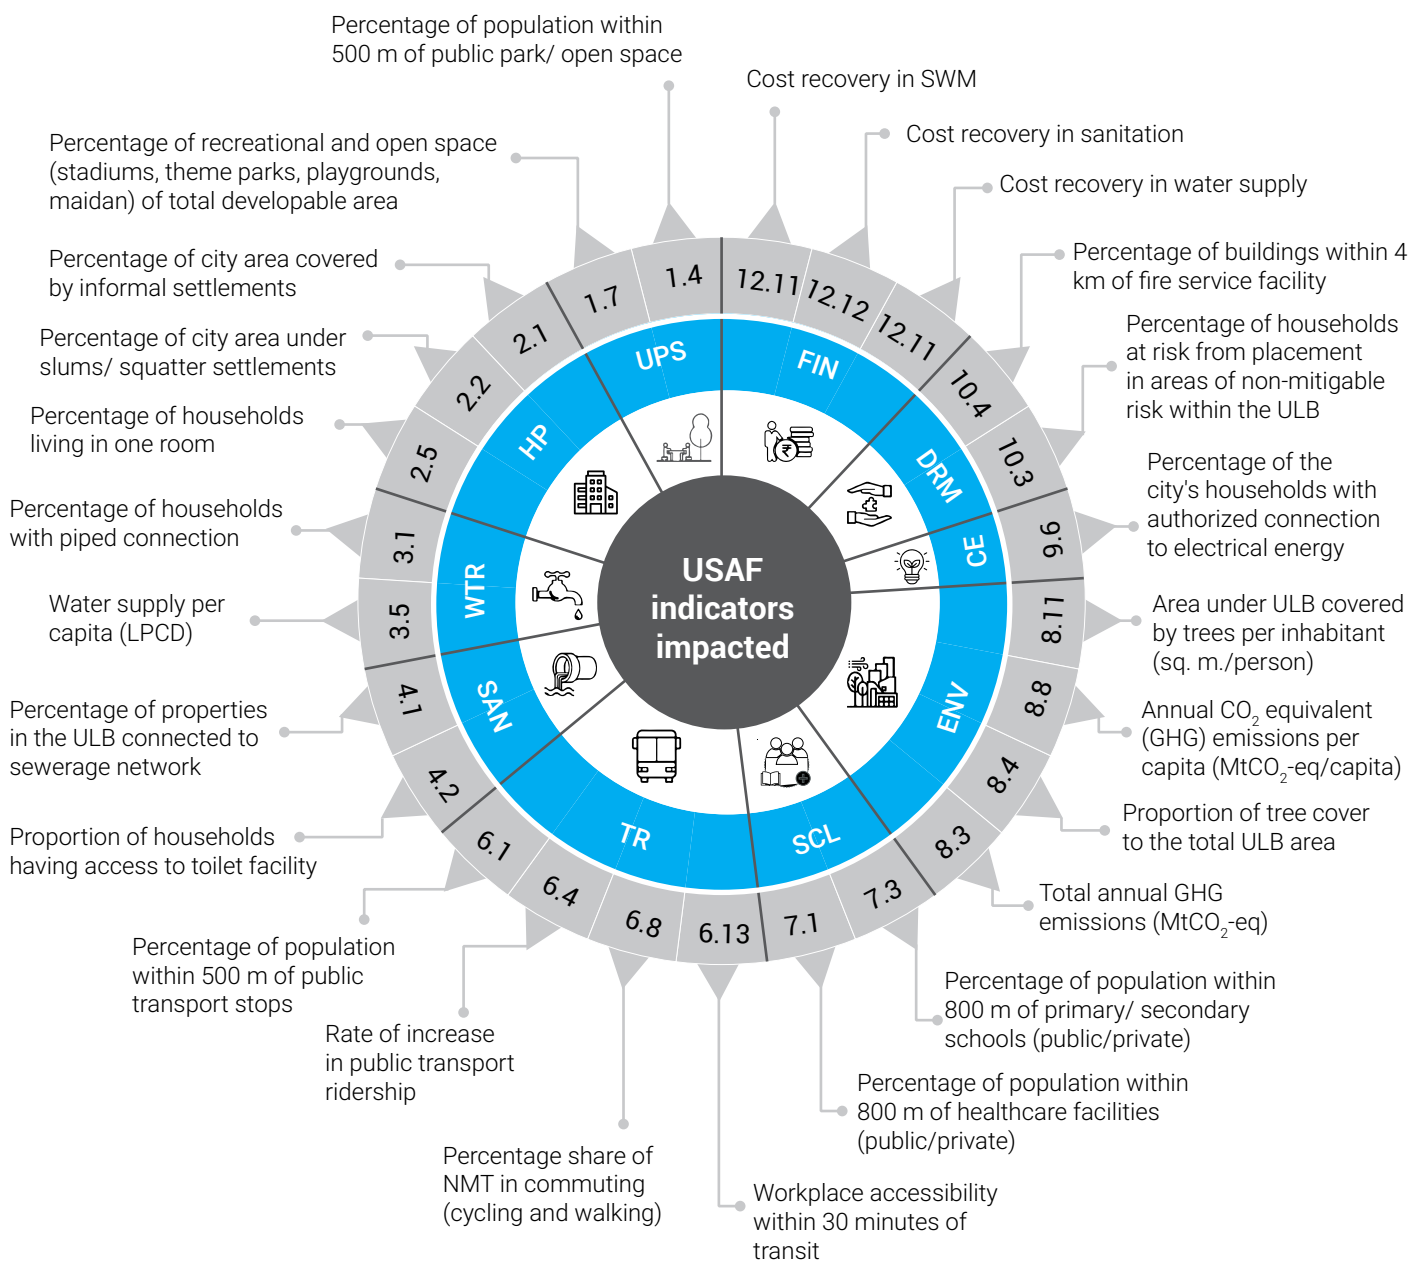 Percentage of population within
500 m of public park/ open space
Cost recovery in SWM
Cost recovery in sanitation
Cost recovery in water supply
Percentage of buildings within 4
km of fire service facility
Percentage of households
at risk from placement
in areas of non-mitigable
risk within the ULB
Percentage of the
city's households with
authorized connection
to electrical energy
Area under ULB covered
by trees per inhabitant
(sq. m./person)
Annual CO₂ equivalent
(GHG) emissions per
capita (MtCO₂-eq/capita)
Proportion of tree cover
to the total ULB area
Total annual GHG
emissions (MtCO₂-eq)
Percentage of population within
800 m of primary/ secondary
schools (public/private)
Percentage of population within
800 m of healthcare facilities
(public/private)
Workplace accessibility
within 30 minutes of
transit
Percentage share of
NMT in commuting
(cycling and walking)
Rate of increase
in public transport
ridership
Percentage of population
within 500 m of public
transport stops
Proportion of households
having access to toilet facility
Percentage of properties
in the ULB connected to
sewerage network
Water supply per
capita (LPCD)
Percentage of households
with piped connection
Percentage of households
living in one room
Percentage of city area under
slums/ squatter settlements
Percentage of city area covered
by informal settlements
Percentage of recreational and open space
(stadiums, theme parks, playgrounds,
maidan) of total developable area
1.4
12.11
12.12
12.11
10.4
10.3
9.6
8.11
8.8
8.4
8.3
7.3
7.1
6.13
6.8
6.4
6.1
4.2
4.1
3.5
3.1
2.5
2.2
2.1
1.7
UPS
FIN
DRM
CE
ENV
SCL
TR
SAN
WTR
HP
₹
USAF
indicators
impacted